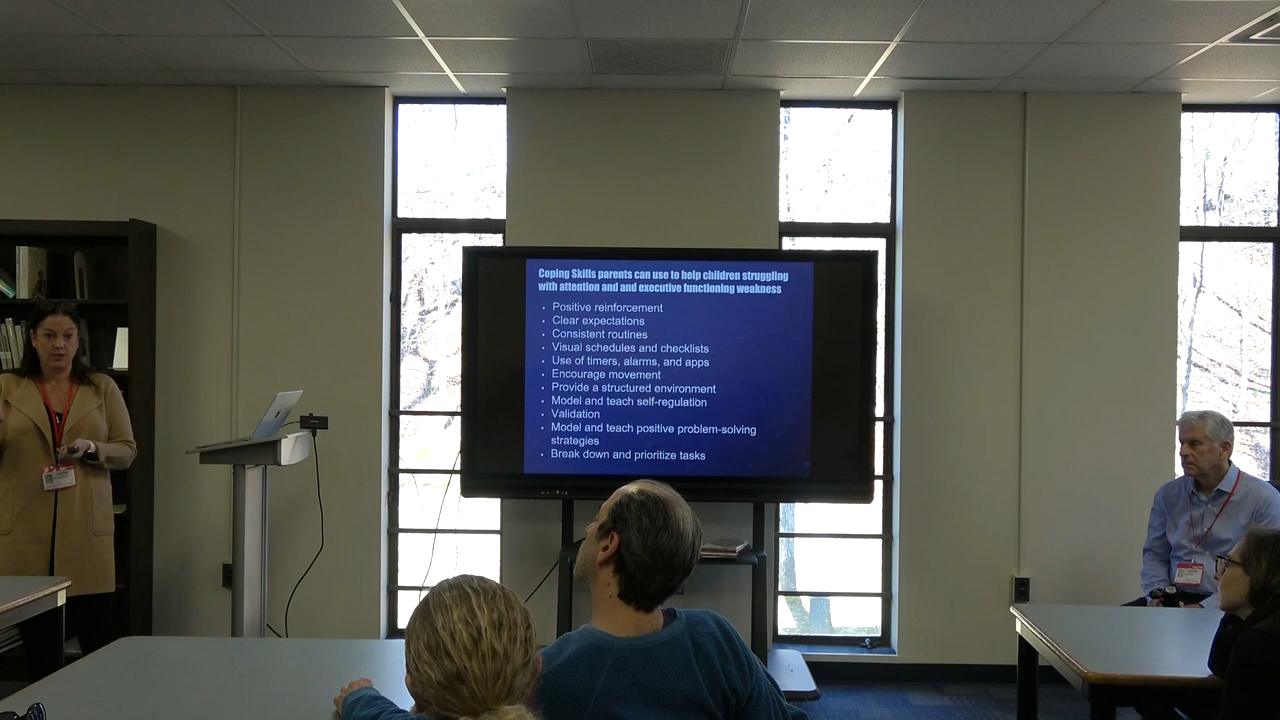 Coping Skills parents can use to help children struggling
with attention and and executive functioning weakness
• Positive reinforcement
• Clear expectations
• Consistent routines
• Visual schedules and checklists
• Use of timers, alarms, and apps
• Encourage movement
• Provide a structured environment
• Model and teach self-regulation
• Validation
• Model and teach positive problem-solving
strategies
• Break down and prioritize tasks